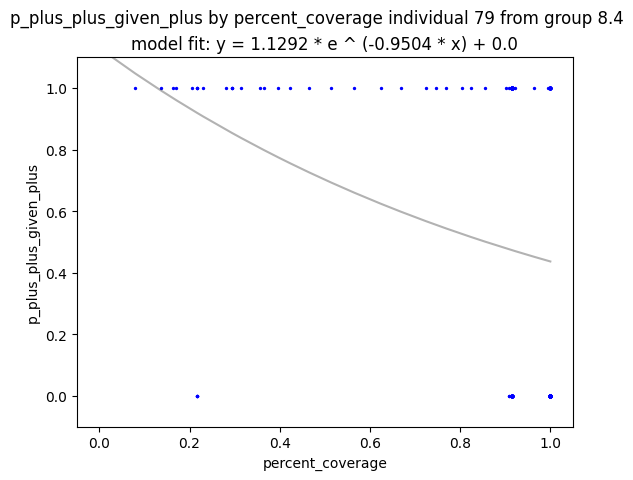 p_plus_plus_given_plus by percent_coverage individual 79 from group 8.4
model fit: y = 1.1292 * e ^ (-0.9504 * x) + 0.0
p_plus_plus_given_plus
1.0
0.8
0.6
0.4
0.2
0.0
0.0 0.2 0.4 0.6 0.8 1.0
percent_coverage